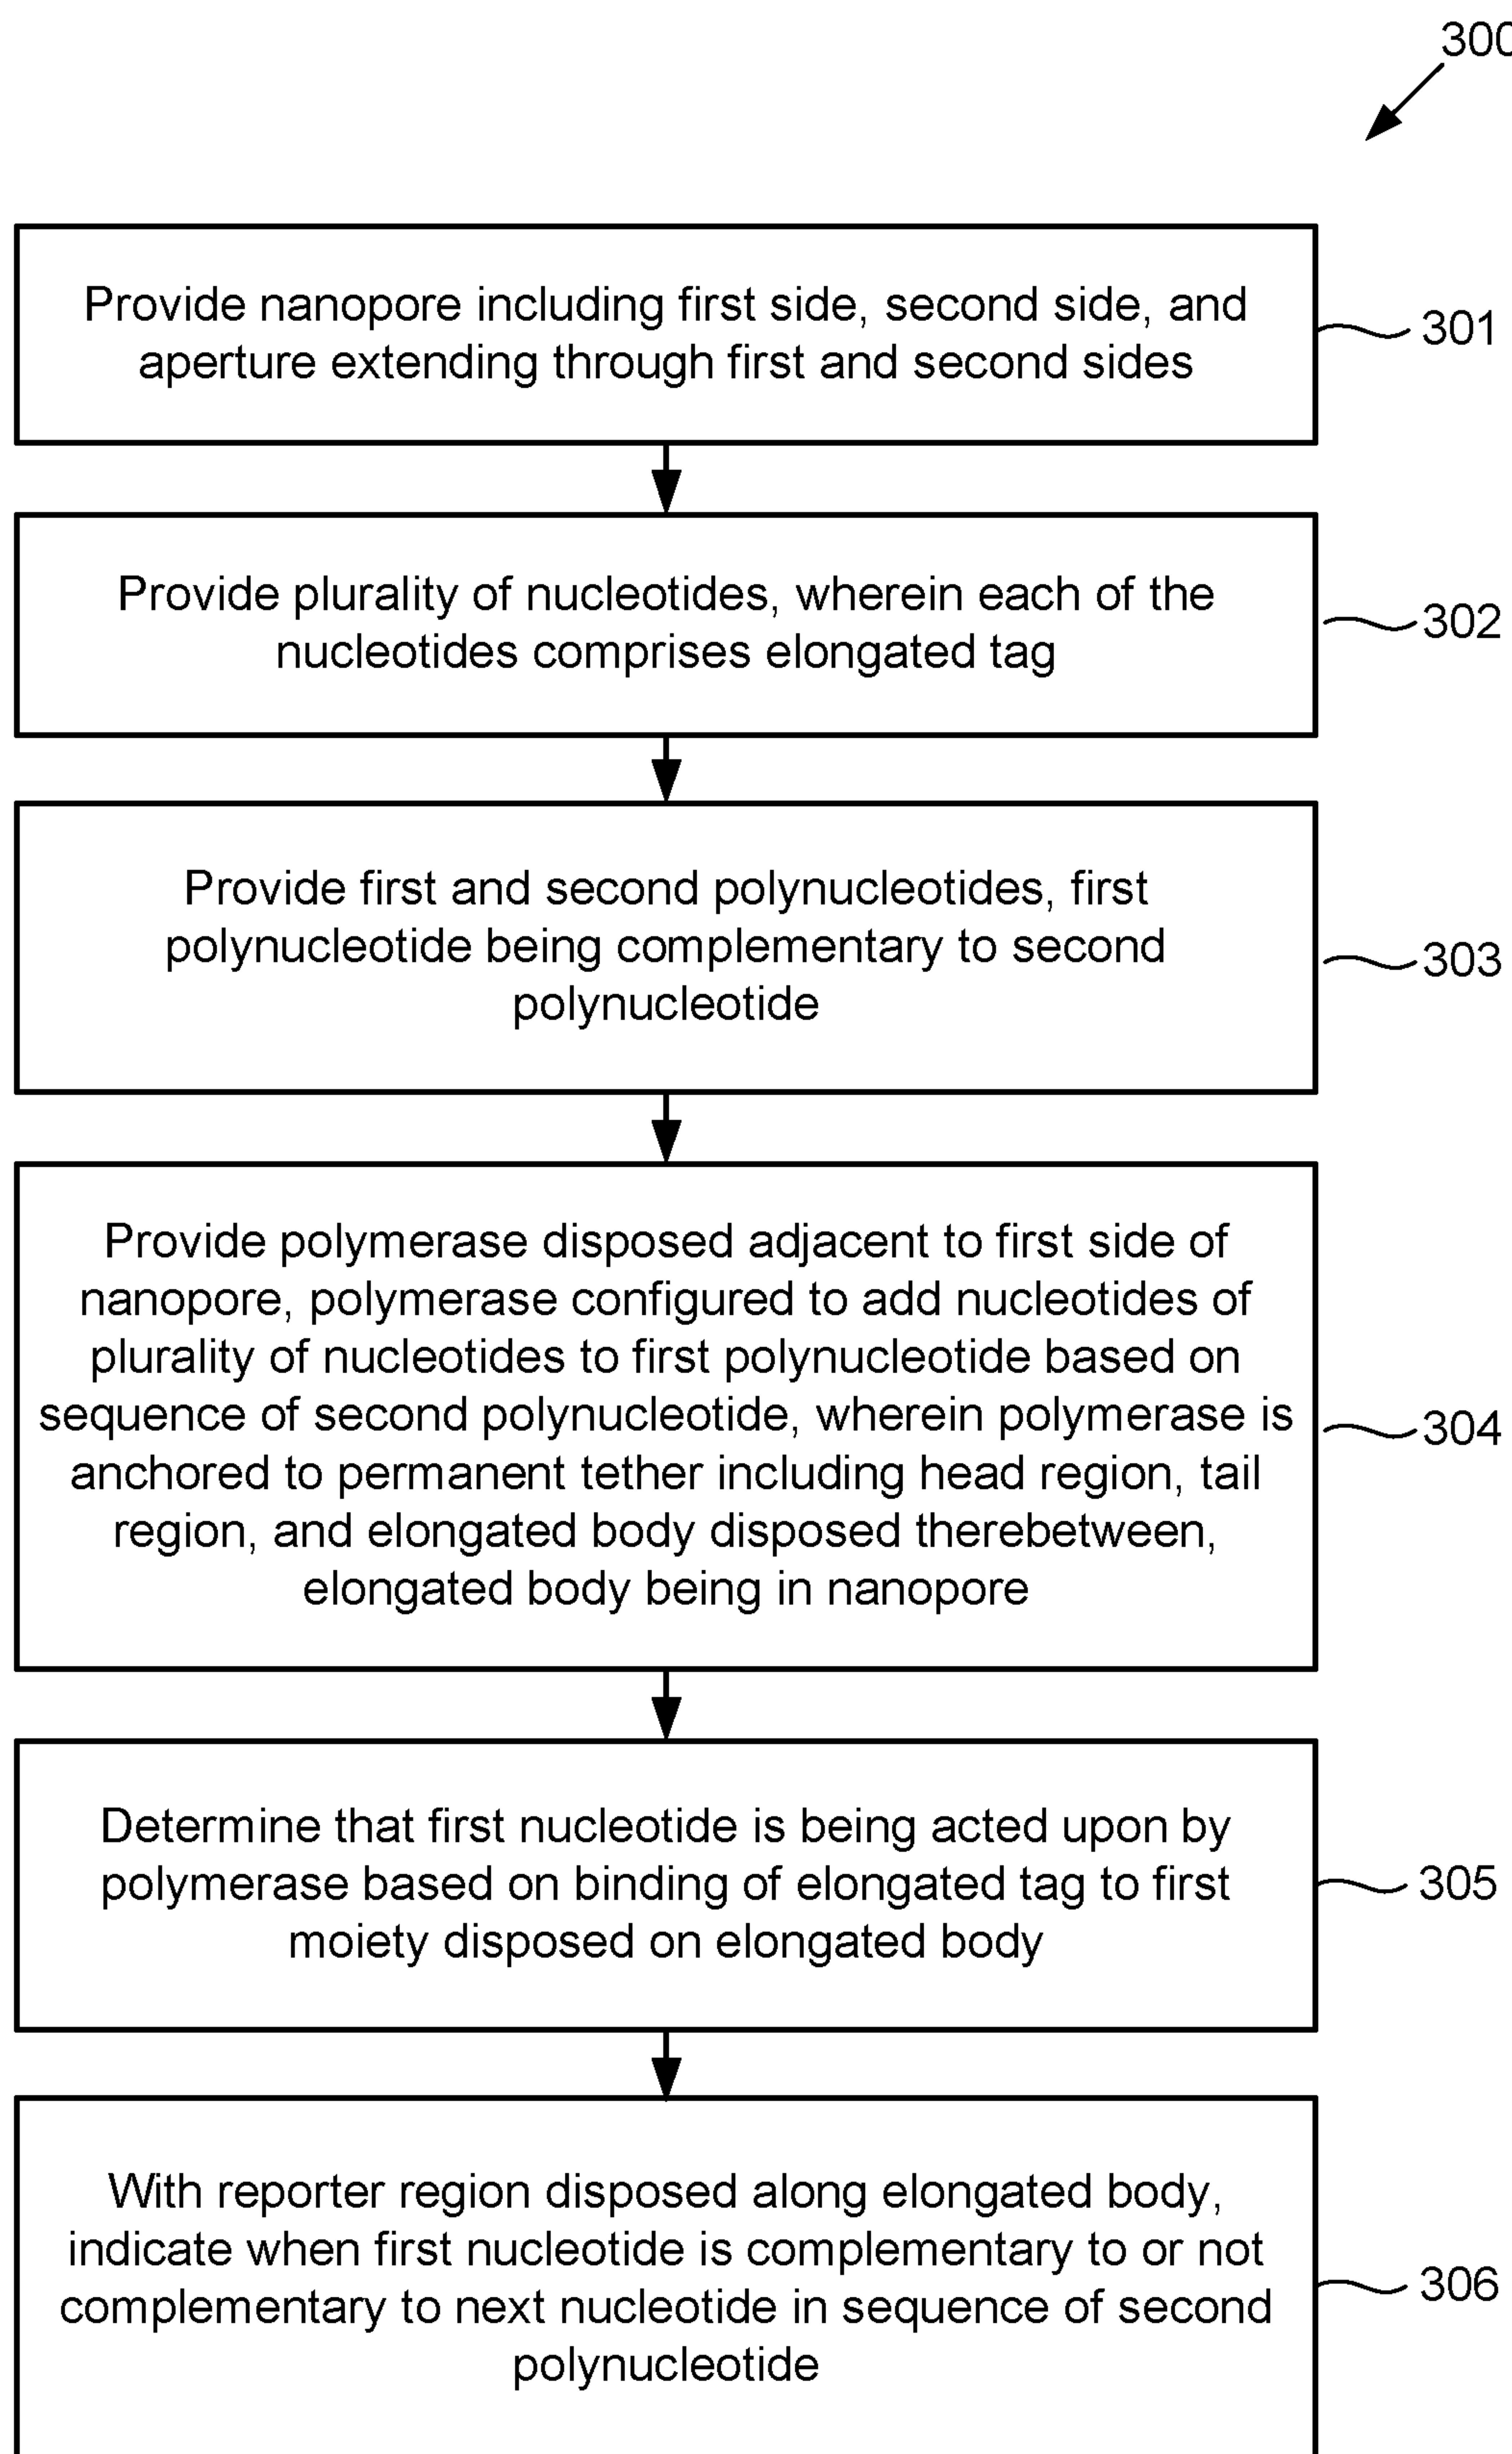 300
Provide nanopore including first side, second side, and
aperture extending through first and second sides
301
Provide plurality of nucleotides, wherein each of the
nucleotides comprises elongated tag
302
Provide first and second polynucleotides, first
polynucleotide being complementary to second
polynucleotide
303
Provide polymerase disposed adjacent to first side of
nanopore, polymerase configured to add nucleotides of
plurality of nucleotides to first polynucleotide based on
sequence of second polynucleotide, wherein polymerase is
anchored to permanent tether including head region, tail
region, and elongated body disposed therebetween,
elongated body being in nanopore
304
Determine that first nucleotide is being acted upon by
polymerase based on binding of elongated tag to first
moiety disposed on elongated body
305
With reporter region disposed along elongated body,
indicate when first nucleotide is complementary to or not
complementary to next nucleotide in sequence of second
polynucleotide
306